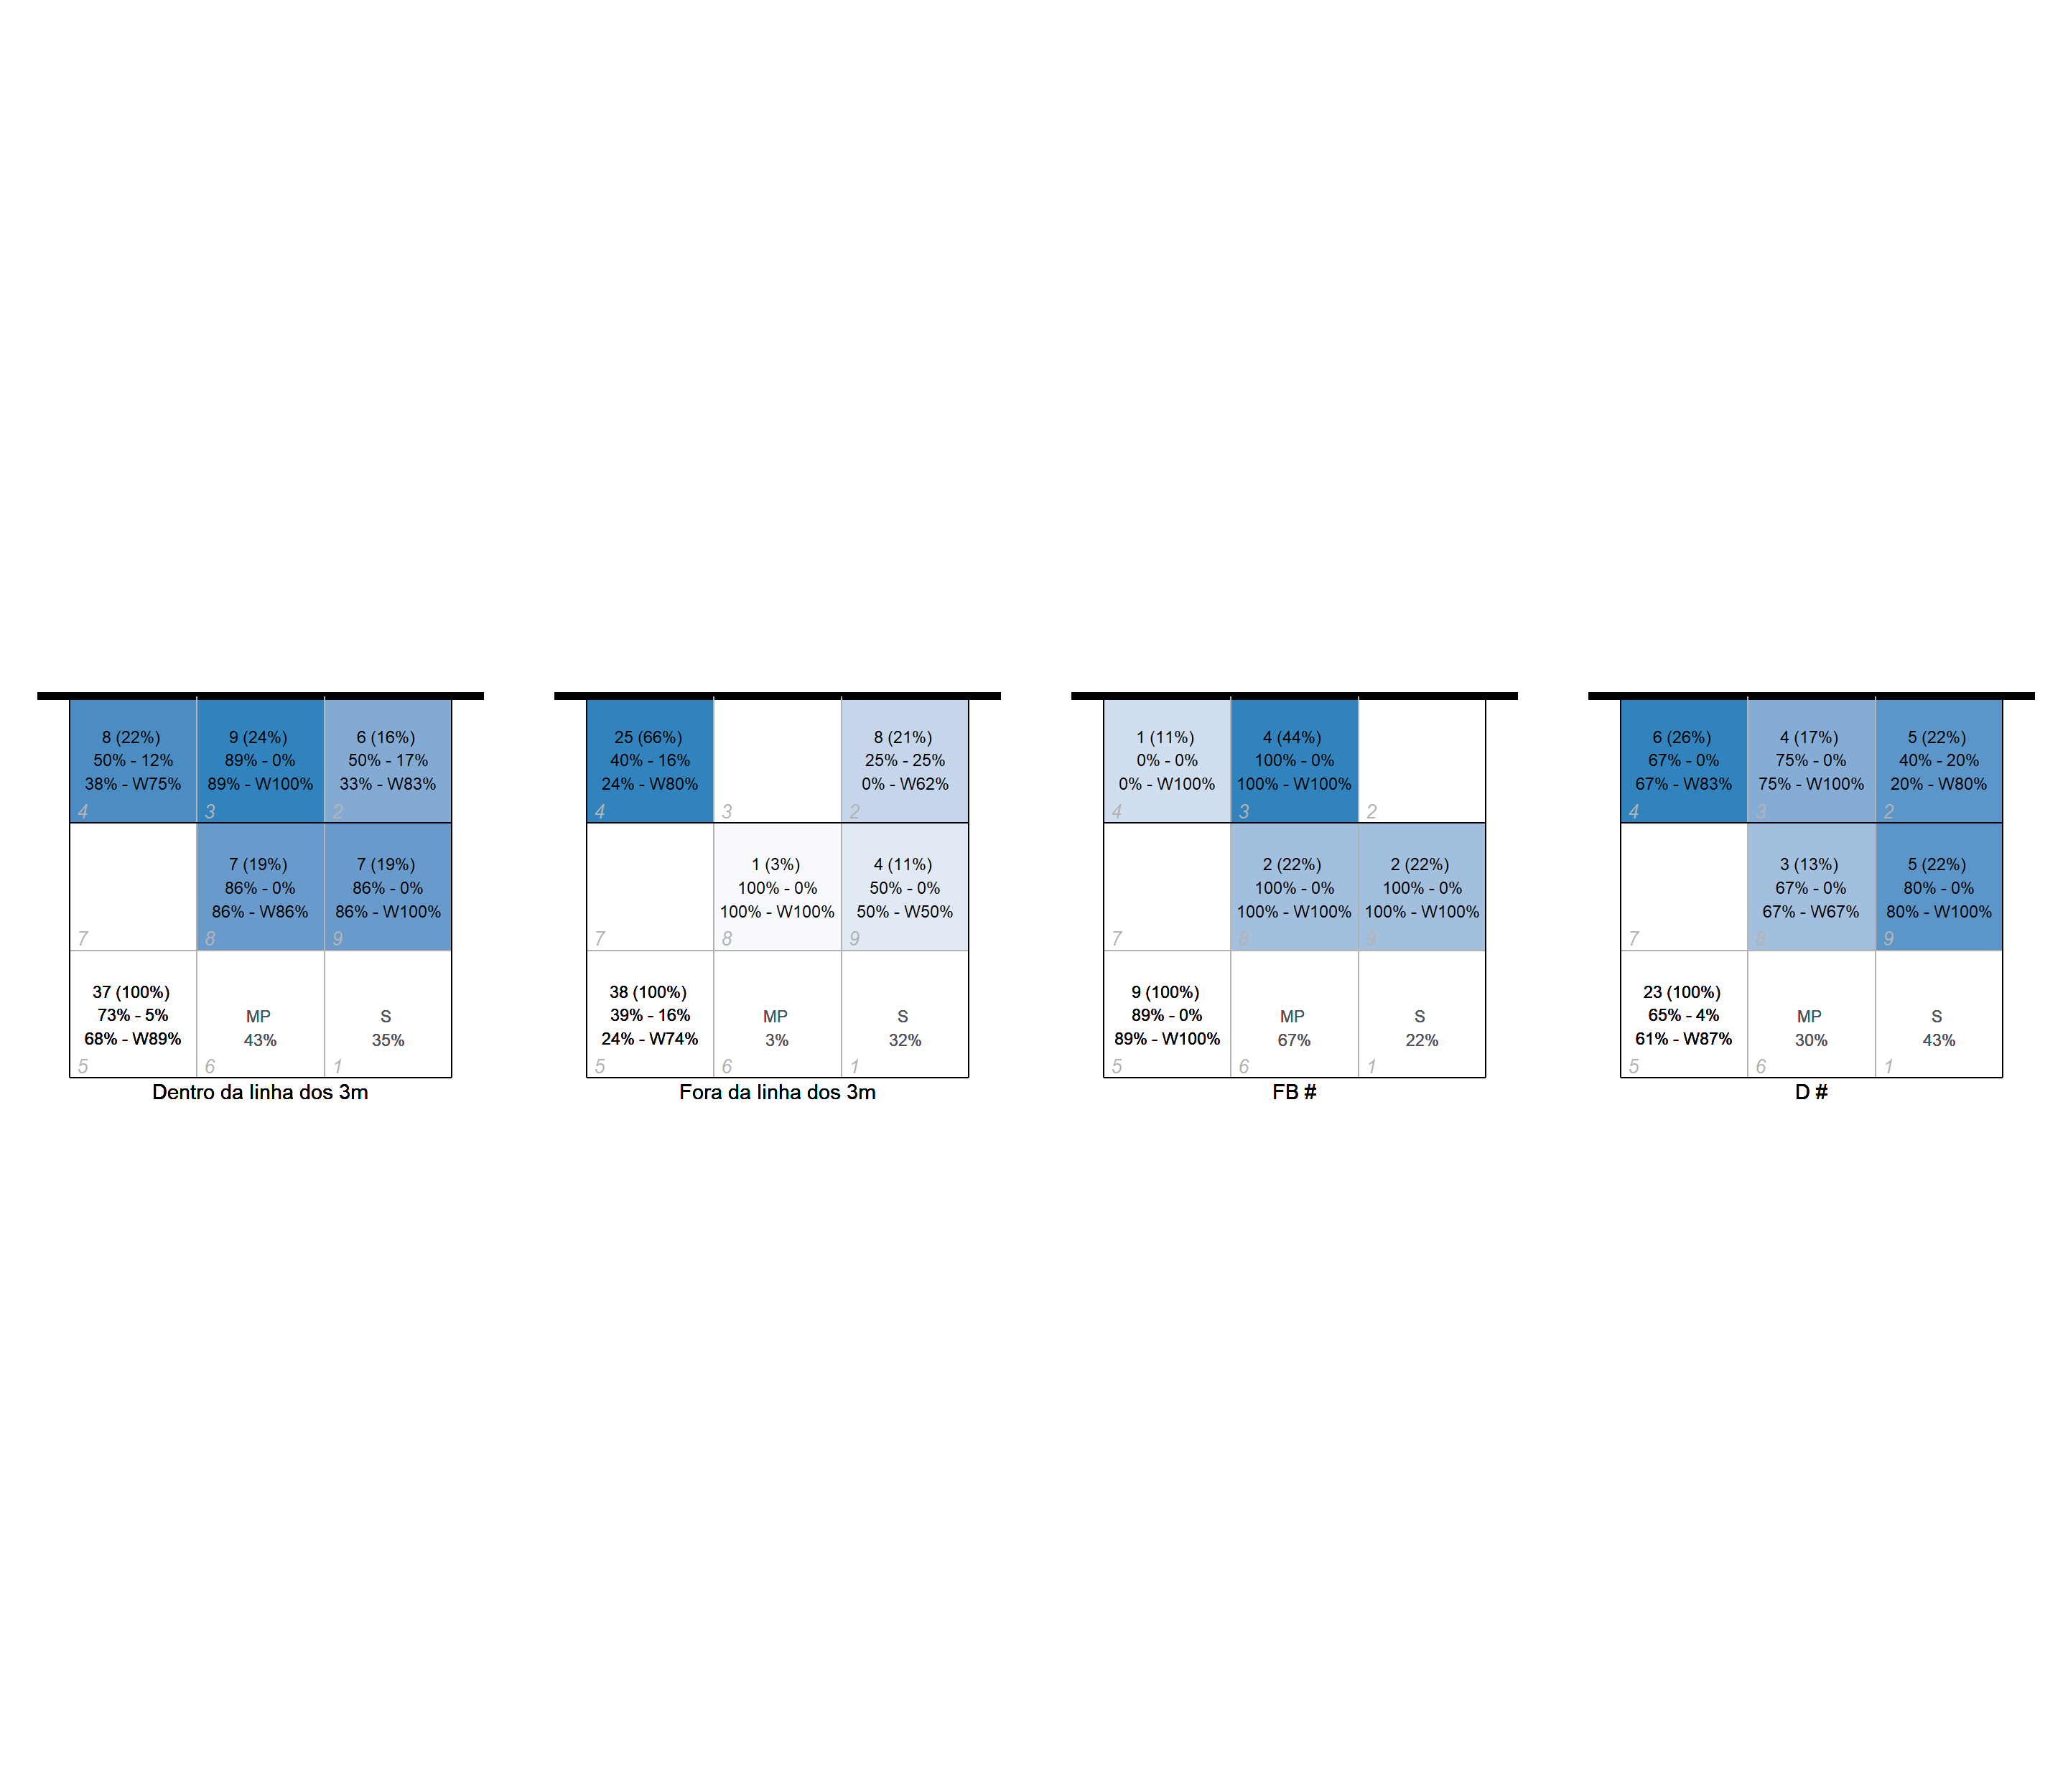 8 (22%)
50% - 12%
38% - W75%
4
9 (24%)
89% - 0%
89% - W100%
3
6 (16%)
50% - 17%
33% - W83%
2
7
7 (19%)
86% - 0%
86% - W86%
8
7 (19%)
86% - 0%
86% - W100%
9
37 (100%)
73% - 5%
68% - W89%
5
MP
43%
6
S
35%
1
Dentro da linha dos 3m
25 (66%)
40% - 16%
24% - W80%
4
3
8 (21%)
25% - 25%
0% - W62%
2
7
1 (3%)
100% - 0%
100% - W100%
8
4 (11%)
50% - 0%
50% - W50%
9
38 (100%)
39% - 16%
24% - W74%
5
MP
3%
6
S
32%
1
Fora da linha dos 3m
1 (11%)
0% - 0%
0% - W100%
4
4 (44%)
100% - 0%
100% - W100%
3
2
7
2 (22%)
100% - 0%
100% - W100%
8
2 (22%)
100% - 0%
100% - W100%
9
9 (100%)
89% - 0%
89% - W100%
5
MP
67%
6
S
22%
1
FB #
6 (26%)
67% - 0%
67% - W83%
4
4 (17%)
75% - 0%
75% - W100%
3
5 (22%)
40% - 20%
20% - W80%
2
7
3 (13%)
67% - 0%
67% - W67%
8
5 (22%)
80% - 0%
80% - W100%
9
23 (100%)
65% - 4%
61% - W87%
5
MP
30%
6
S
43%
1
D #